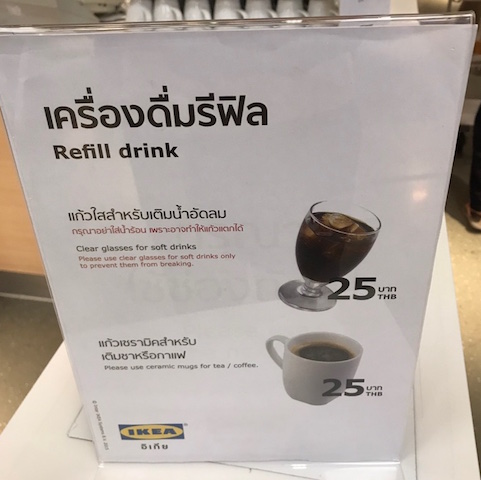 เครื่องดื่มรีฟิล
Refill drink
แก้วใสสำหรับเติมน้ำอัดลม
กรุณาอย่าใส่น้ำร้อน เพราะอาจทำให้แก้วแตกได้
Clear glasses for soft drinks
Please use clear glasses for soft drinks only
to prevent them from breaking.
25 บาท
THB
แก้วเซรามิคสำหรับ
เติมชาหรือกาแฟ
Please use ceramic mugs for tea / coffee.
25 บาท
THB
IKEA
อิเกีย